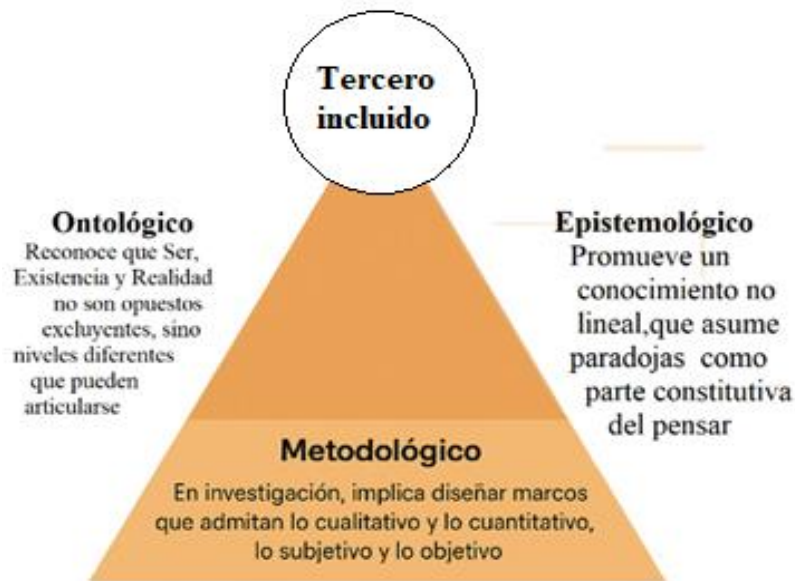 Tercero
incluido
Ontológico
Reconoce que Ser,
Existencia y Realidad
no son opuestos
excluyentes, sino
niveles diferentes
que pueden
articularse
Epistemológico
Promueve un
conocimiento no
lineal,que asume
paradojas como
parte constitutiva
del pensar
Metodológico
En investigación, implica diseñar marcos
que admitan lo cualitativo y lo cuantitativo,
lo subjetivo y lo objetivo